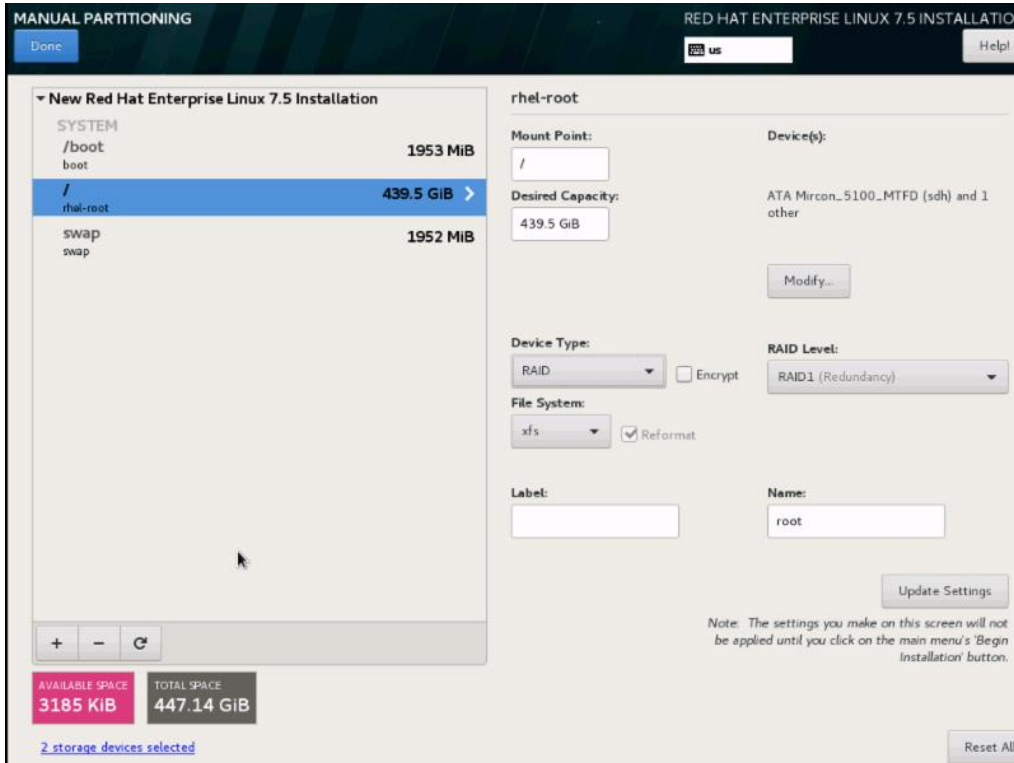 MANUAL PARTITIONING
RED HAT ENTERPRISE LINUX 7.5 INSTALLATIO
Done
us
Help!
New Red Hat Enterprise Linux 7.5 Installation
SYSTEM
/boot
boot
1953 MiB
/
rhel-root
439.5 GiB
swap
swap
1952 MiB
+ −
AVAILABLE SPACE
3185 KiB
TOTAL SPACE
447.14 GiB
2 storage devices selected
rhel-root
Mount Point:
/
Desired Capacity:
439.5 GiB
Device(s):
ATA Mircon_5100_MTFD (sdh) and 1
other
Modify...
Device Type:
RAID
Encrypt
RAID Level:
RAID1 (Redundancy)
File System:
xfs
Reformat
Label:
Name:
root
Update Settings
Note: The settings you make on this screen will not
be applied until you click on the main menu's 'Begin
Installation' button.
Reset All